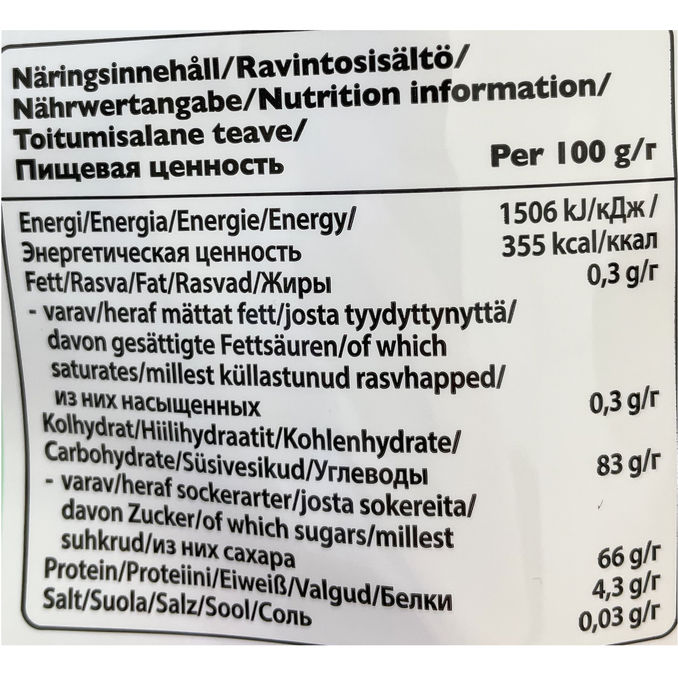 Näringsinnehåll/Ravintosisältö/
Nährwertangabe/Nutrition information/
Toitumisalane teave/
Пищевая ценность Per 100 g/г
Energi/Energia/Energie/Energy/ 1506 kJ/кДж/
Энергетическая ценность 355 kcal/ккал
Fett/Rasva/Fat/Rasvad/Жиры 0,3 g/г
- varav/heraf mättat fett/josta tyydyttynyttä/
davon gesättigte Fettsäuren/of which
saturates/millest küllastunud rasvhapped/
из них насыщенных 0,3 g/г
Kolhydrat/Hiilihydraatit/Kohlenhydrate/
Carbohydrate/Süsivesikud/Углеводы 83 g/г
- varav/heraf sockerarter/josta sokereita/
davon Zucker/of which sugars/millest
suhkrud/из них сахара 66 g/г
Protein/Proteiini/Eiweiß/Valgud/Белки 4,3 g/г
Salt/Suola/Salz/Sool/Соль 0,03 g/г